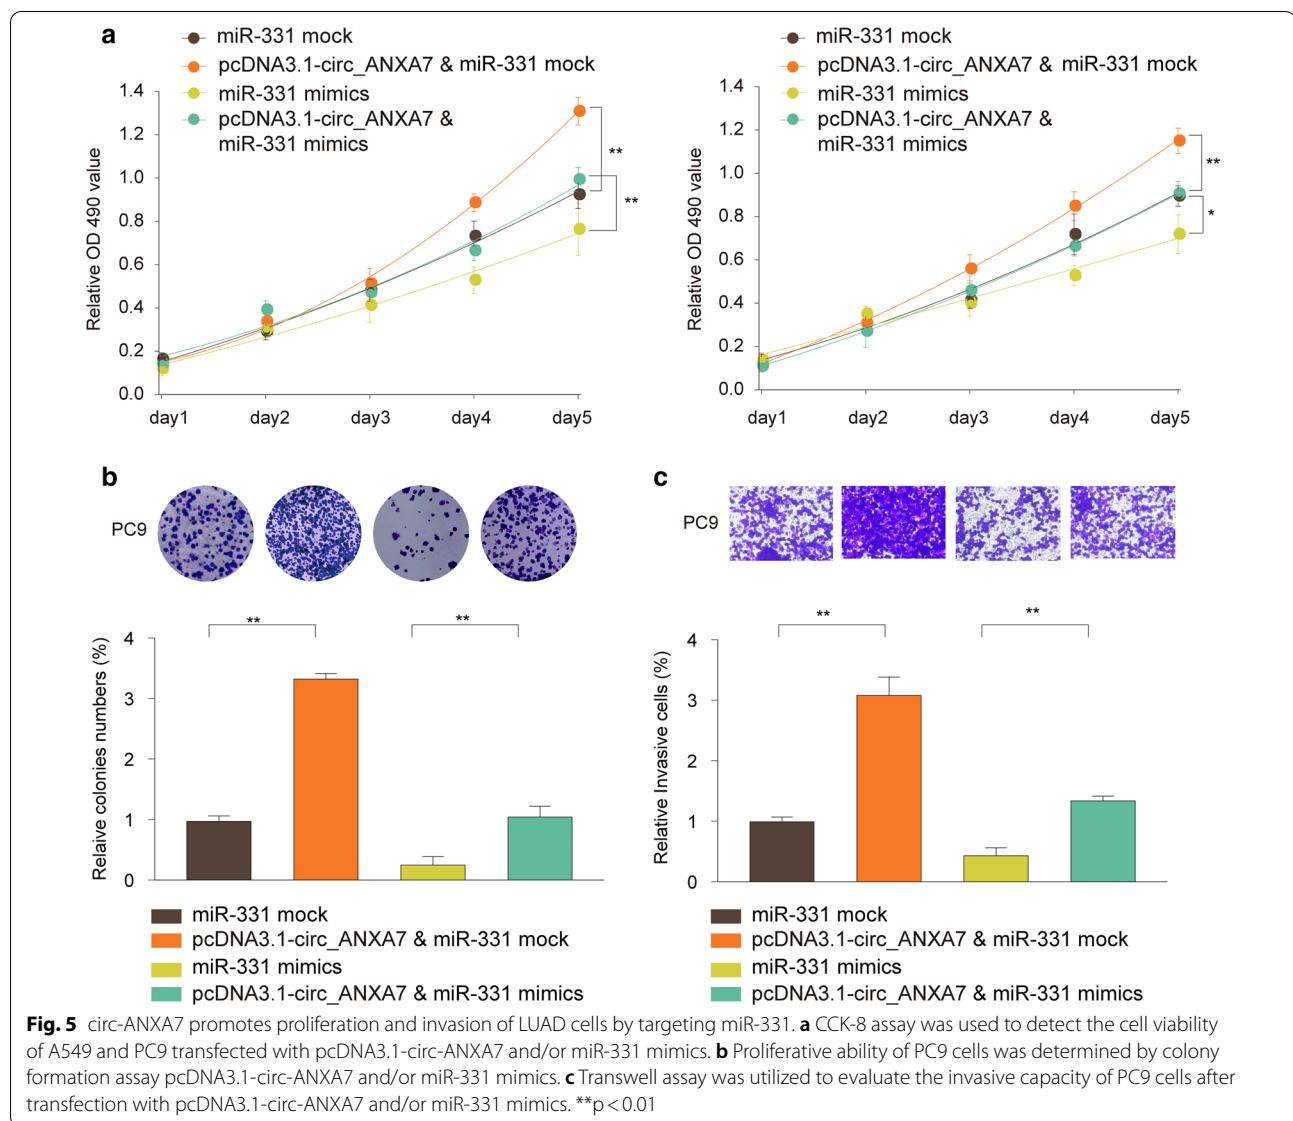 a
miR-331 mock
pcDNA3.1-circ_ANXA7 & miR-331 mock
miR-331 mimics
pcDNA3.1-circ_ANXA7 &
miR-331 mimics
Relative OD 490 value
1.4
1.2
1.0
0.8
0.6
0.4
0.2
0.0
day1 day2 day3 day4 day5
**
**
miR-331 mock
pcDNA3.1-circ_ANXA7 & miR-331 mock
miR-331 mimics
pcDNA3.1-circ_ANXA7 &
miR-331 mimics
Relative OD 490 value
1.4
1.2
1.0
0.8
0.6
0.4
0.2
0.0
day1 day2 day3 day4 day5
**
*
b
PC9
Relaive colonies numbers (%)
4
3
2
1
0
** **
miR-331 mock
pcDNA3.1-circ_ANXA7 & miR-331 mock
miR-331 mimics
pcDNA3.1-circ_ANXA7 & miR-331 mimics
c
PC9
Relative Invasive cells (%)
4
3
2
1
0
** **
miR-331 mock
pcDNA3.1-circ_ANXA7 & miR-331 mock
miR-331 mimics
pcDNA3.1-circ_ANXA7 & miR-331 mimics
Fig. 5 circ-ANXA7 promotes proliferation and invasion of LUAD cells by targeting miR-331. a CCK-8 assay was used to detect the cell viability
of A549 and PC9 transfected with pcDNA3.1-circ-ANXA7 and/or miR-331 mimics. b Proliferative ability of PC9 cells was determined by colony
formation assay pcDNA3.1-circ-ANXA7 and/or miR-331 mimics. c Transwell assay was utilized to evaluate the invasive capacity of PC9 cells after
transfection with pcDNA3.1-circ-ANXA7 and/or miR-331 mimics. **p < 0.01